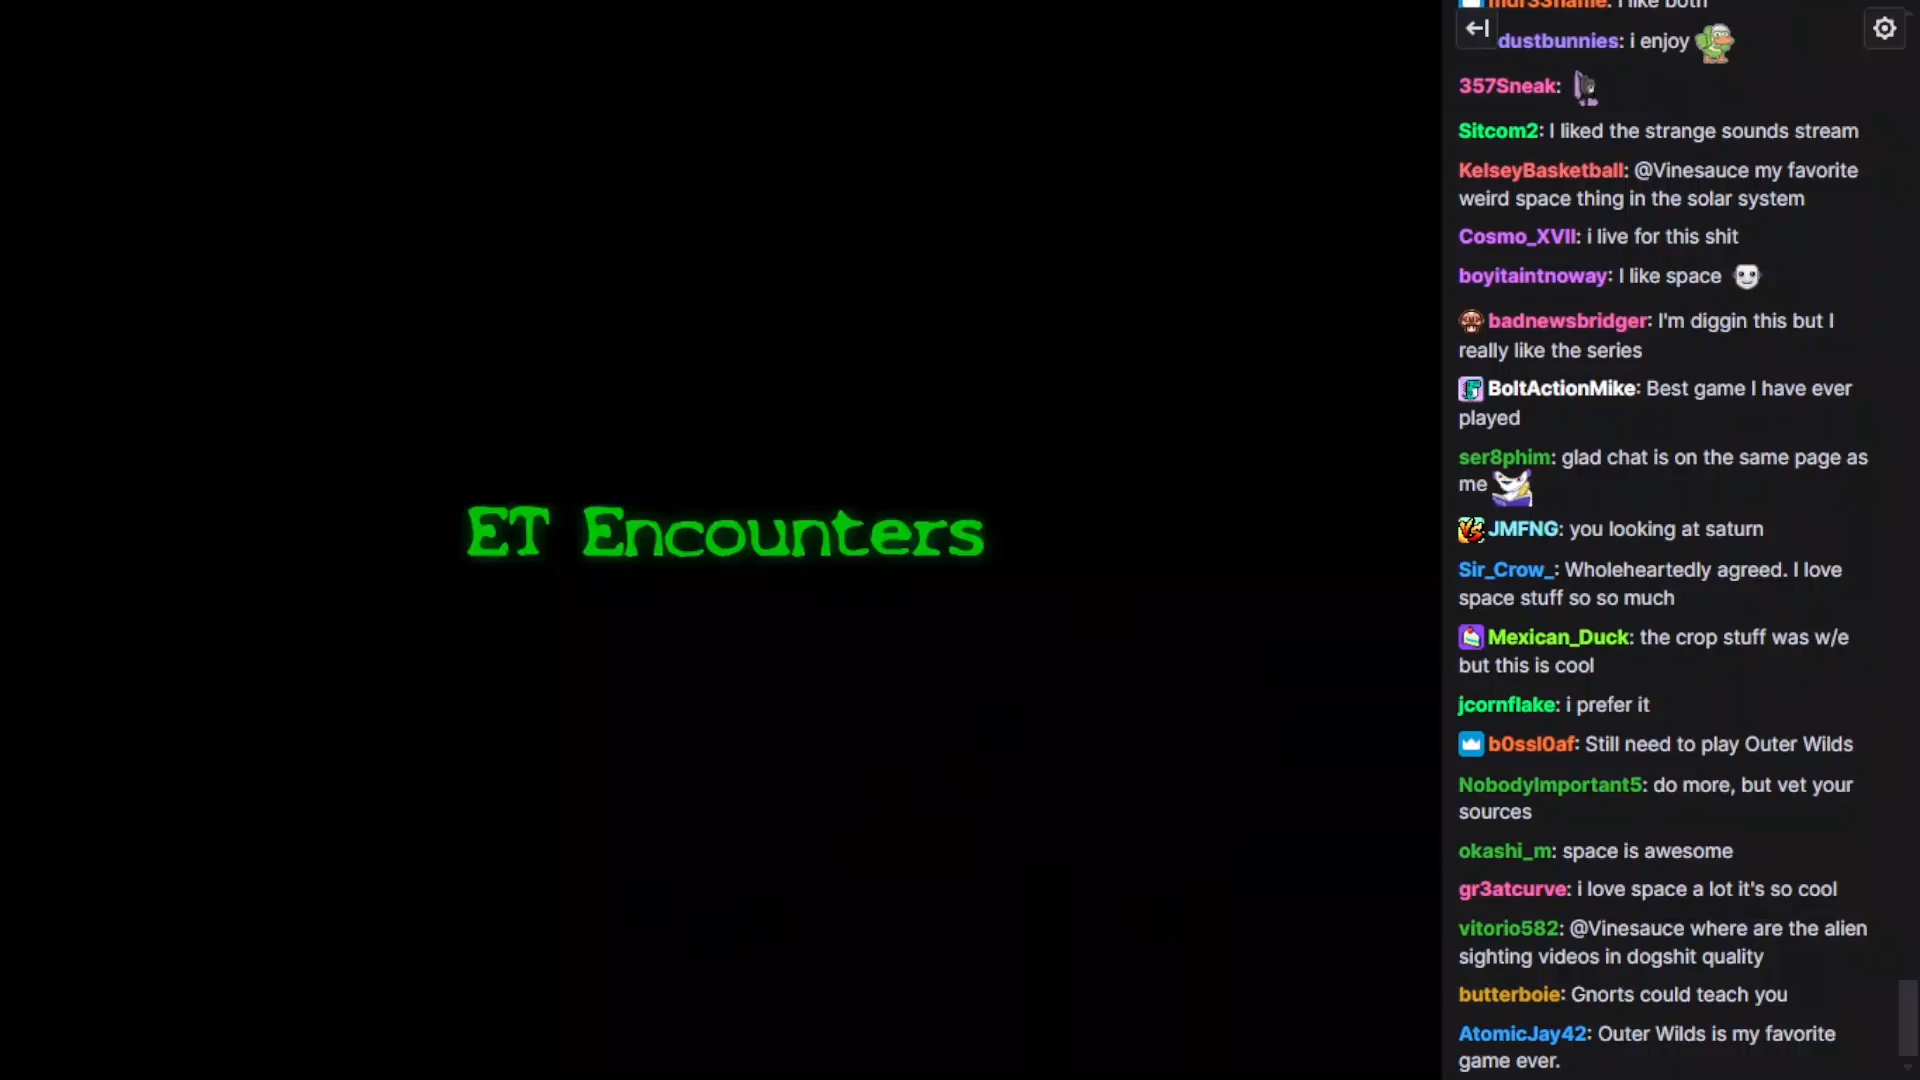 ET Encounters
mdr33name: I like both
dustbunnies: i enjoy
357Sneak:
Sitcom2: I liked the strange sounds stream
KelseyBasketball: @Vinesauce my favorite
weird space thing in the solar system
Cosmo_XVII: i live for this shit
boyitaintnoway: I like space
badnewsbridger: I'm diggin this but I
really like the series
BoltActionMike: Best game I have ever
played
ser8phim: glad chat is on the same page as
me
JMFNG: you looking at saturn
Sir_Crow_: Wholeheartedly agreed. I love
space stuff so so much
Mexican_Duck: the crop stuff was w/e
but this is cool
jcornflake: i prefer it
b0ssl0af: Still need to play Outer Wilds
NobodyImportant5: do more, but vet your
sources
okashi_m: space is awesome
gr3atcurve: i love space a lot it's so cool
vitorio582: @Vinesauce where are the alien
sighting videos in dogshit quality
butterboie: Gnorts could teach you
AtomicJay42: Outer Wilds is my favorite
game ever.